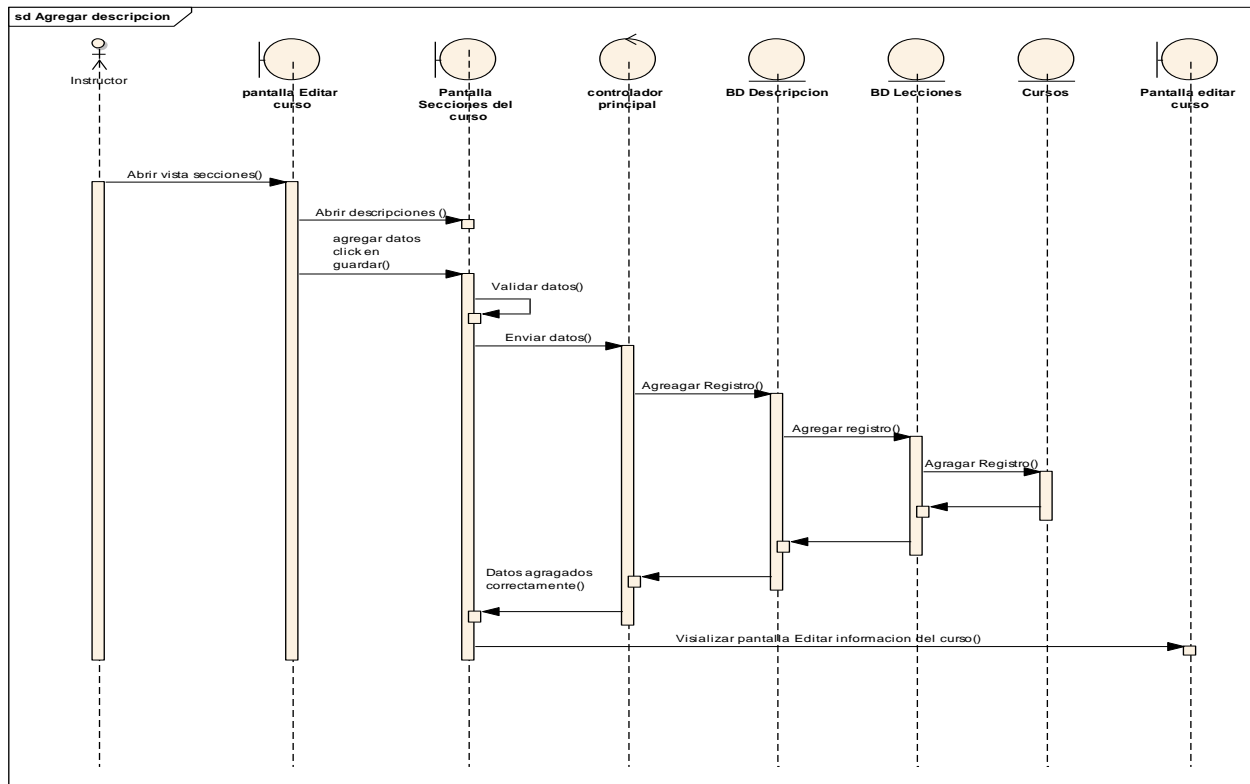 sd Agregar descripcion
Instructor
pantalla Editar
curso
Pantalla
Secciones del
curso
controlador
principal
BD Descripcion
BD Lecciones
Cursos
Pantalla editar
curso
Abrir vista secciones()
Abrir descripciones ()
agregar datos
click en
guardar()
Validar datos()
Enviar datos()
Agreagar Registro()
Agregar registro()
Agragar Registro()
Datos agragados
correctamente()
Visializar pantalla Editar informacion del curso()